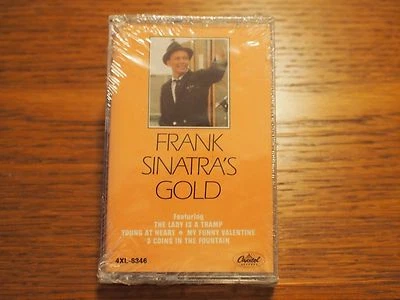 FRANK
SINATRA'S
GOLD
Featuring
THE LADY IS A TRAMP
YOUNG AT HEART • MY FUNNY VALENTINE
3 COINS IN THE FOUNTAIN
4XL-8346
Capitol